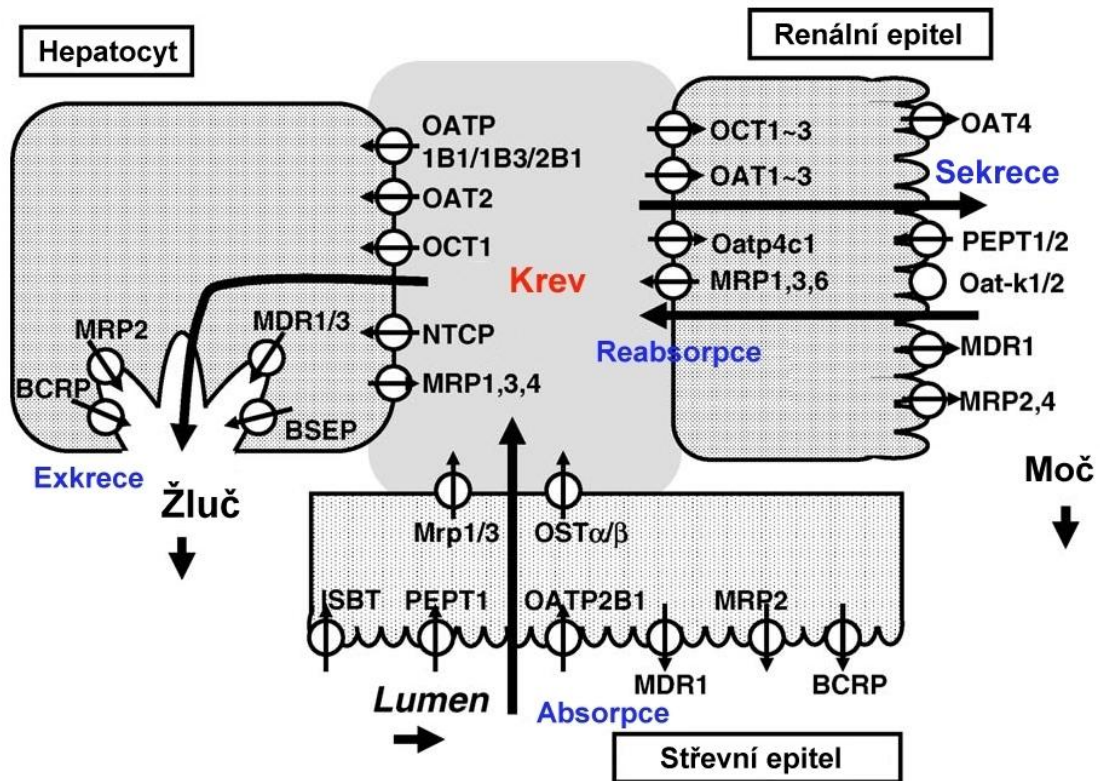 Hepatocyt
Renální epitel
OATP
1B1/1B3/2B1
OAT2
OCT1
NTCP
MRP1,3,4
MRP2
MDR1/3
BCRP
BSEP
Exkrece
Žluč
Krev
OCT1~3
OAT1~3
Oatp4c1
MRP1,3,6
Reabsorpce
OAT4
Sekrece
PEPT1/2
Oat-k1/2
MDR1
MRP2,4
Moč
Mrp1/3
OSTα/β
ISBT
PEPT1
OATP2B1
MRP2
MDR1
BCRP
Lumen
Absorpce
Střevní epitel